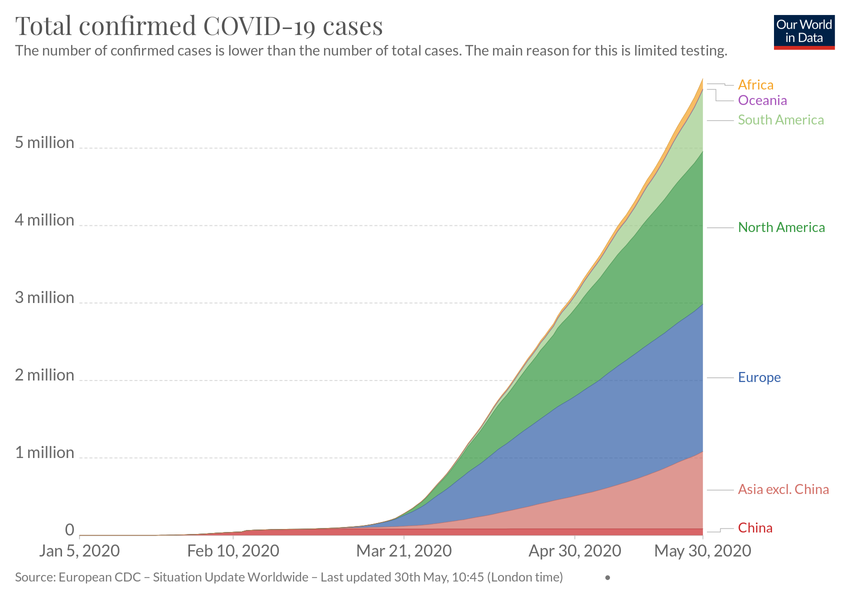 Total confirmed COVID-19 cases
Our World
in Data
The number of confirmed cases is lower than the number of total cases. The main reason for this is limited testing.
Africa
Oceania
South America
5 million
4 million
North America
3 million
2 million
Europe
1 million
Asia excl. China
China
0
Jan 5, 2020
Feb 10, 2020
Mar 21, 2020
Apr 30, 2020
May 30, 2020
Source: European CDC – Situation Update Worldwide – Last updated 30th May, 10:45 (London time)